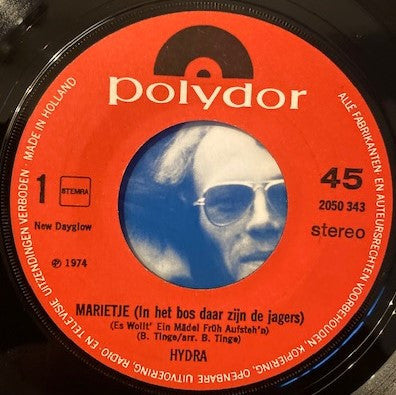 polydor
MADE IN HOLLAND
ALLE FABRIKANTEN- EN AUTEURSRECHTEN VOORBEHOUDEN, KOPIERING, OPENBARE UITVOERING, RADIO- EN TELEVISIE UITZENDINGEN VERBODEN ·
1
STEMRA
45
2050 343
New Dayglow
stereo
℗ 1974
MARIETJE (In het bos daar zijn de jagers)
(Es Wollt' Ein Mädel Früh Aufsteh'n)
(B. Tinge/arr. B. Tinge)
HYDRA